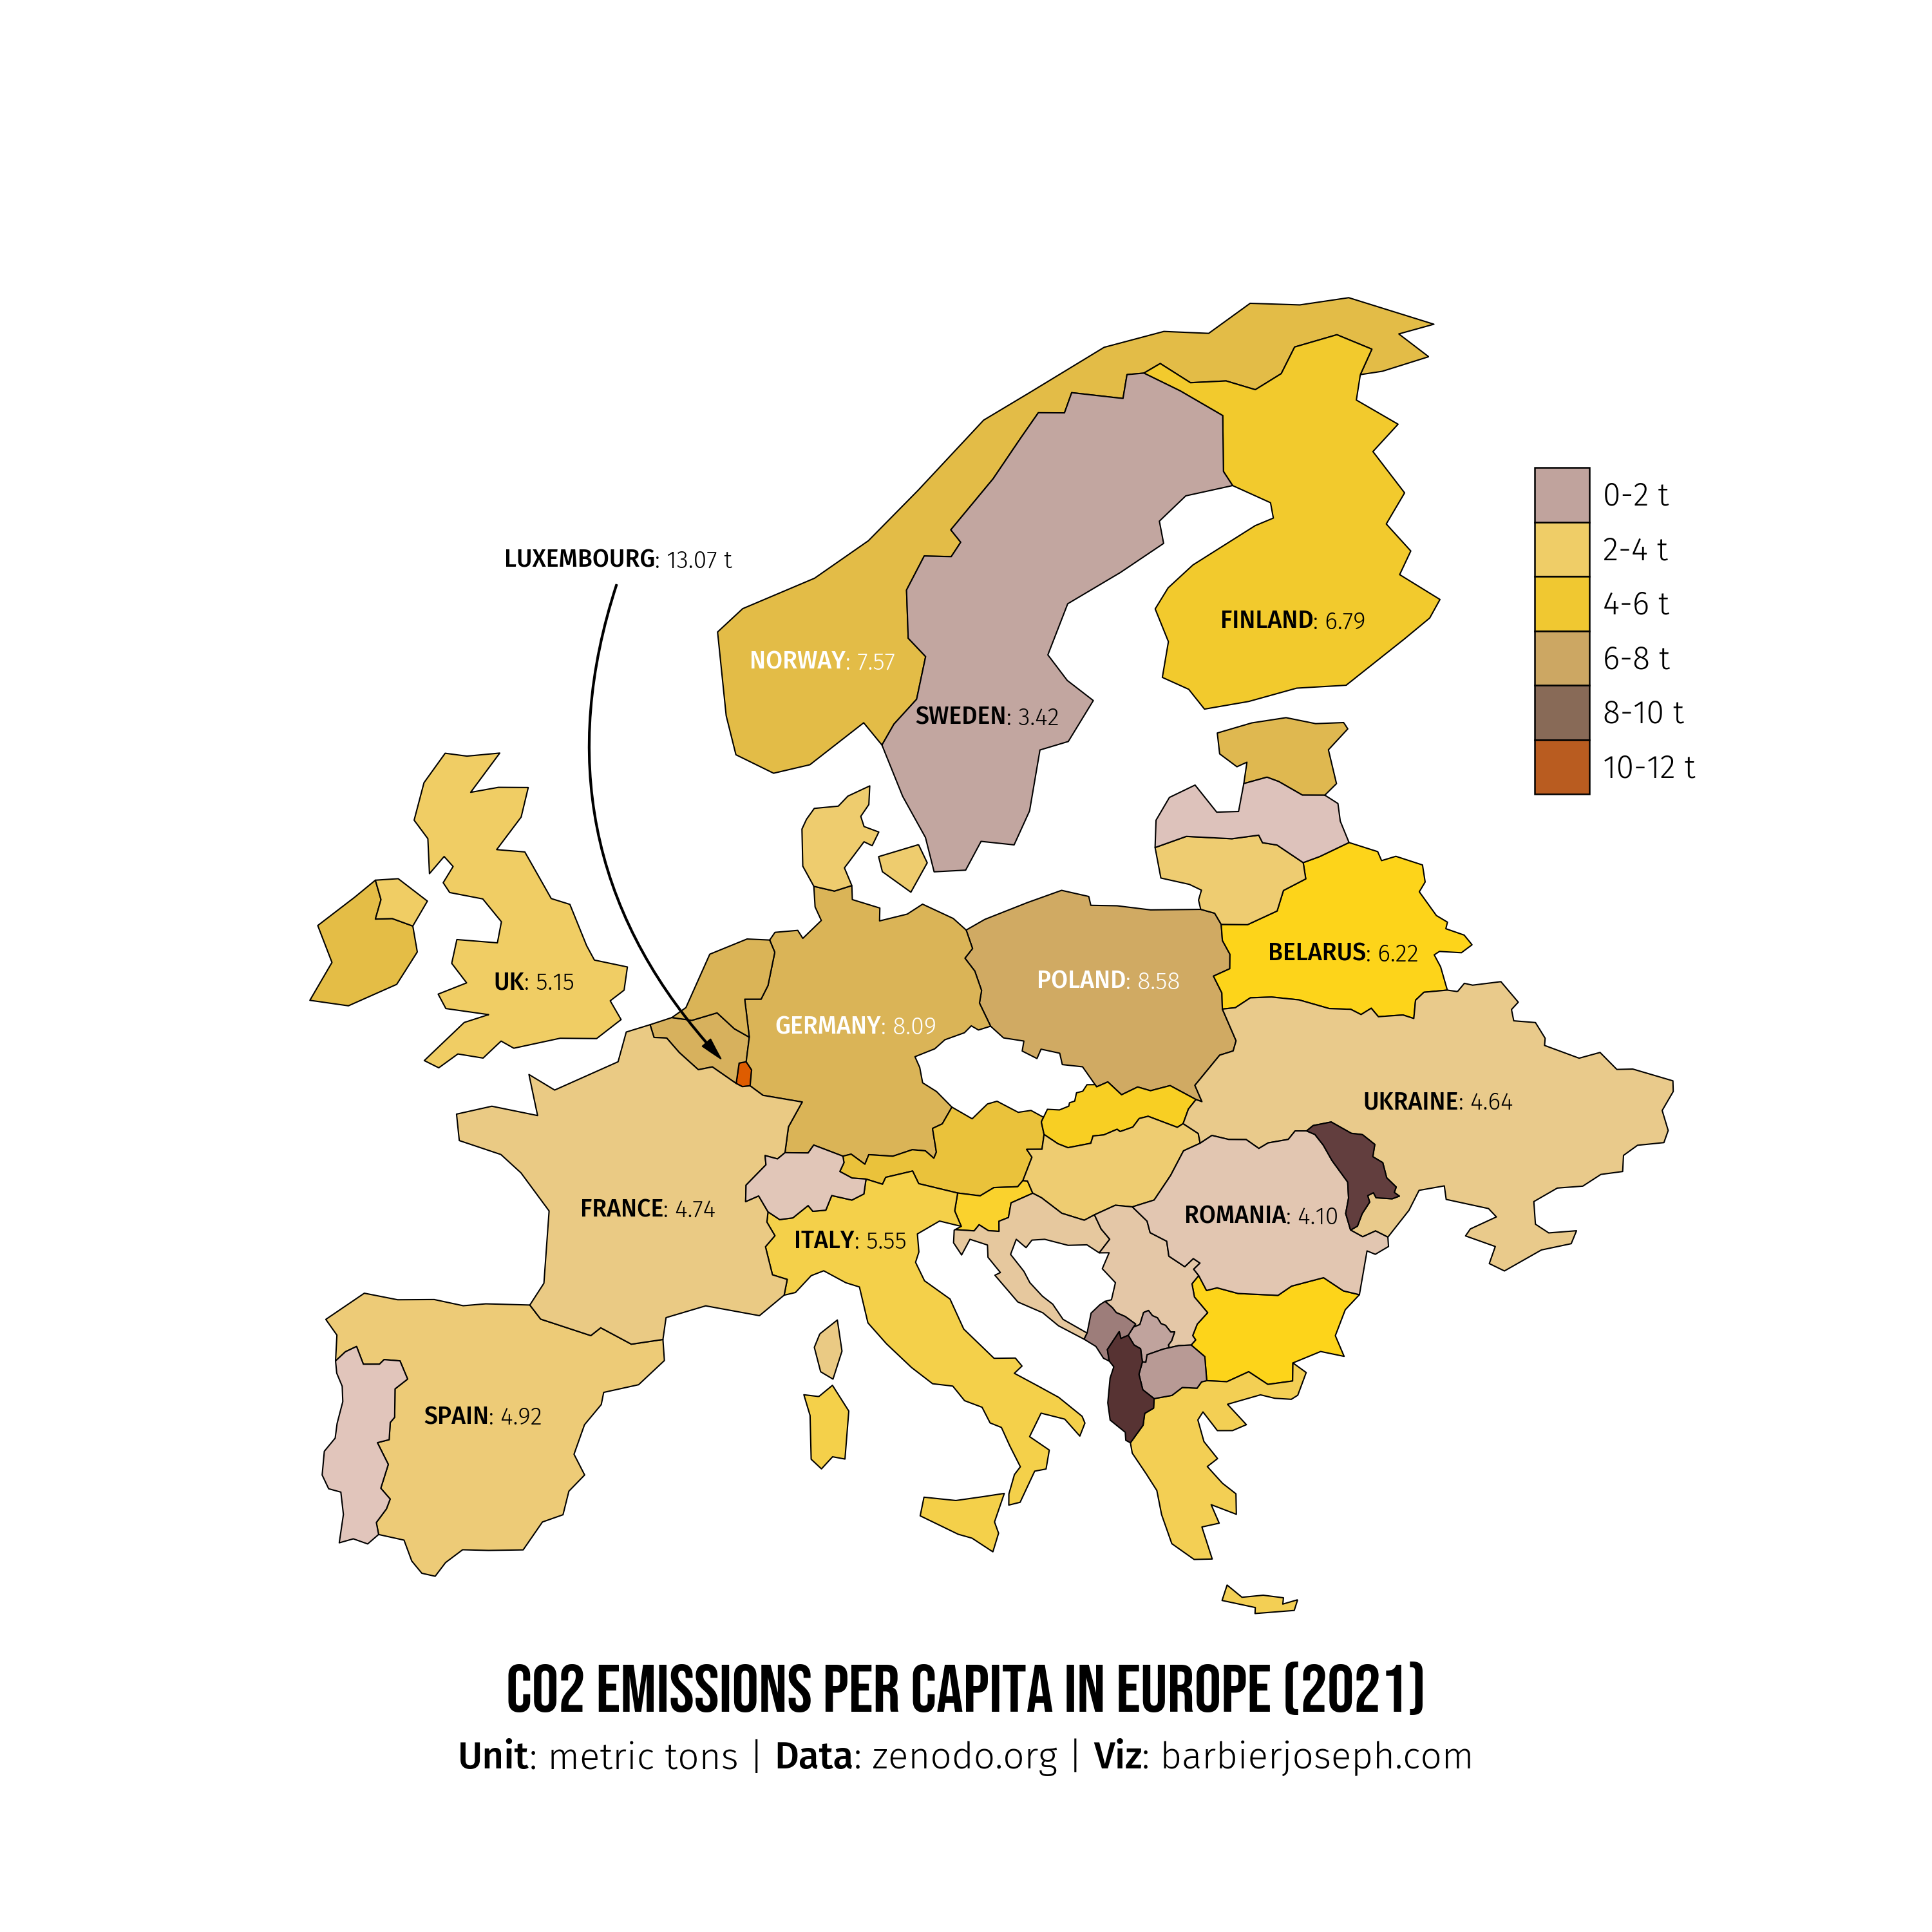 0-2 t
2-4 t
4-6 t
6-8 t
8-10 t
10-12 t
LUXEMBOURG: 13.07 t
FINLAND: 6.79
NORWAY: 7.57
SWEDEN: 3.42
BELARUS: 6.22
UK: 5.15
POLAND: 8.58
GERMANY: 8.09
UKRAINE: 4.64
FRANCE: 4.74
ROMANIA: 4.10
ITALY: 5.55
SPAIN: 4.92
CO2 EMISSIONS PER CAPITA IN EUROPE (2021)
Unit: metric tons | Data: zenodo.org | Viz: barbierjoseph.com